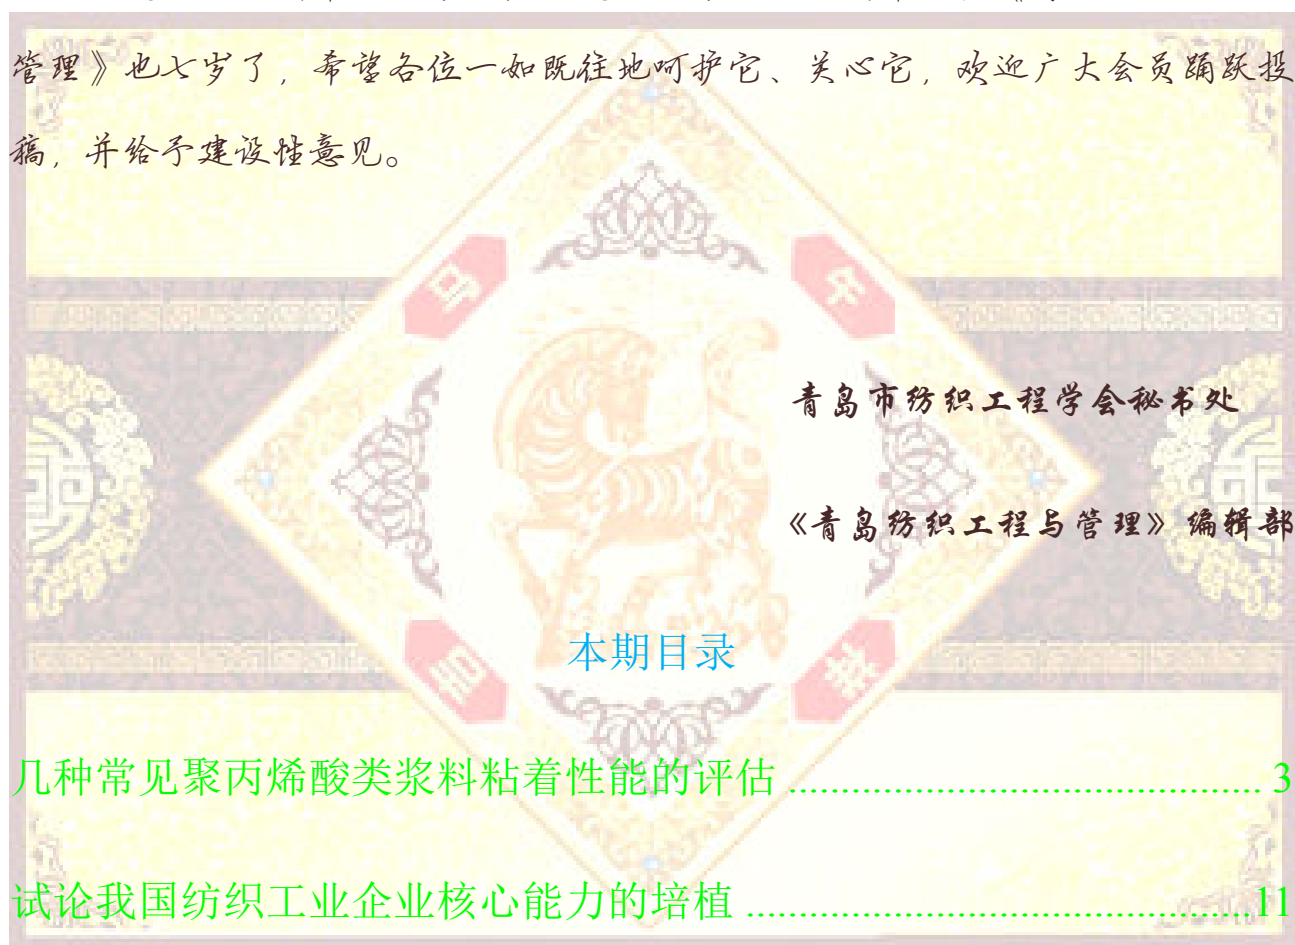 管理》也七岁了，希望各位一如既往地呵护它、关心它，欢迎广大会员踊跃投
稿，并给予建设性意见。
马
午
青岛市纺织工程学会秘书处
《青岛纺织工程与管理》编辑部
本期目录
几种常见聚丙烯酸类浆料粘着性能的评估 ........................................ 3
试论我国纺织工业企业核心能力的培植 ..........................................11